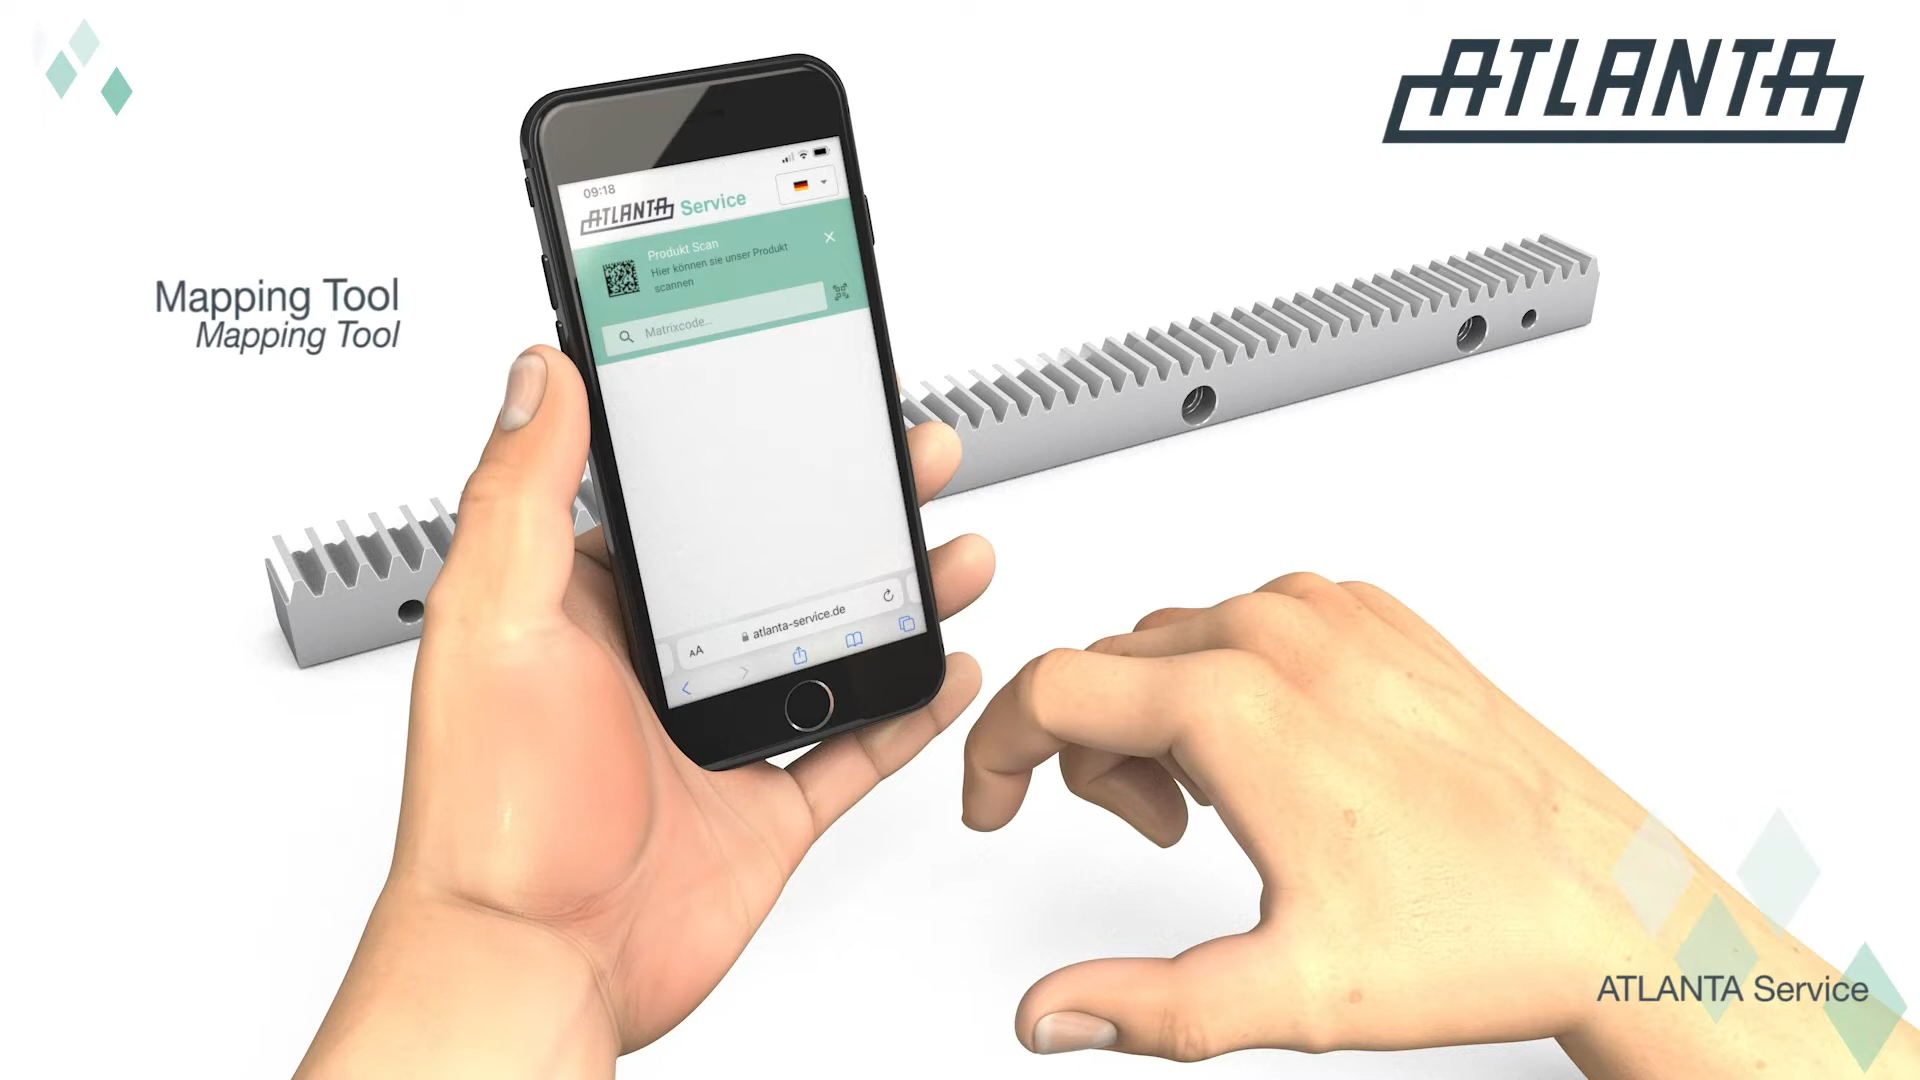 ATLANTA
Mapping Tool
Mapping Tool
09:18
ATLANTA Service
Produkt Scan
Hier können sie unser Produkt
scannen
Matrixcode...
AA
atlanta-service.de
ATLANTA Service